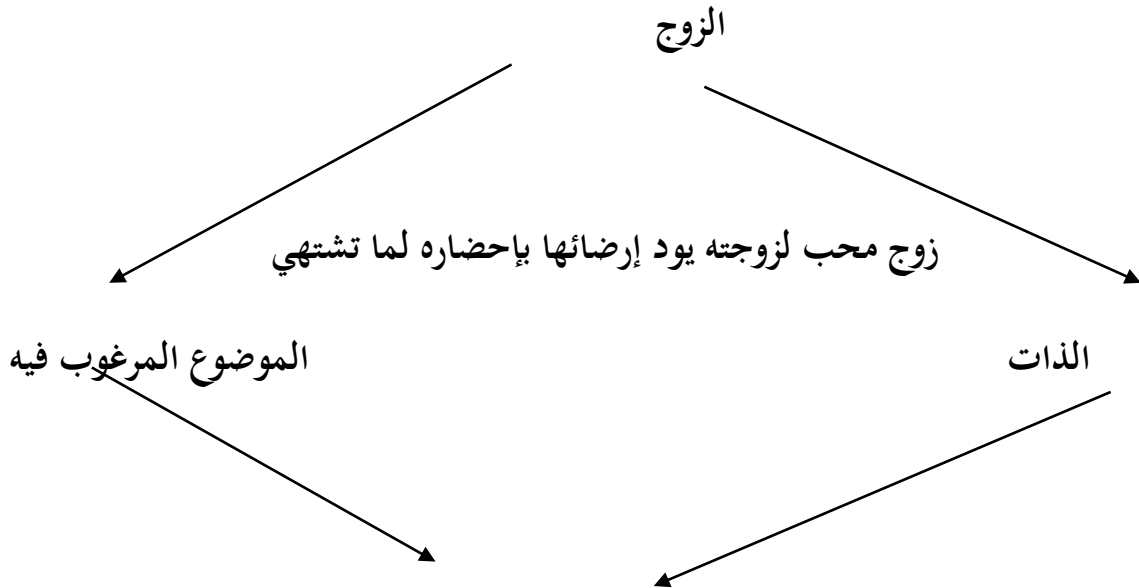 الزوج
زوج محب لزوجته يود إرضائها بإحضاره لما تشتهي
الذات الموضوع المرغوب فيه